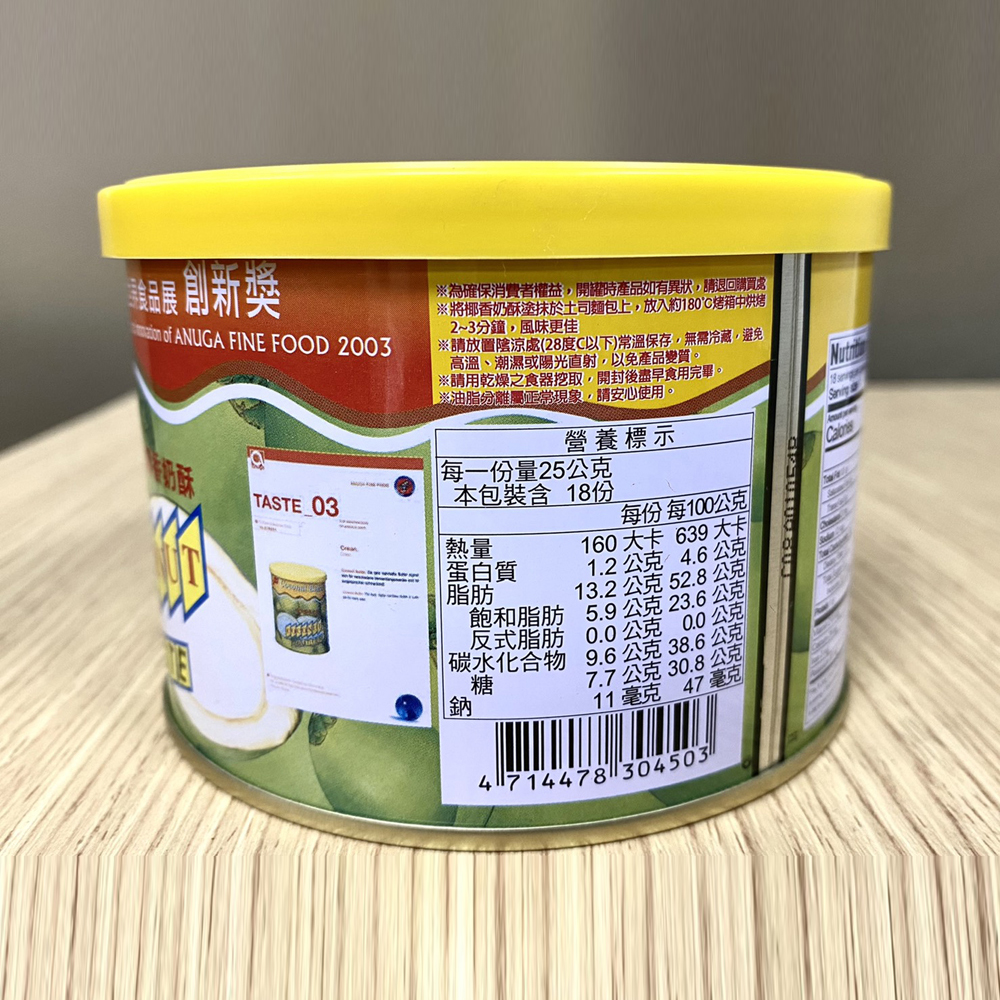 食品展 創新獎
of ANUGA FINE FOOD 2003
※為確保消費者權益，開罐時產品如有異狀，請退回購買處
※將椰香奶酥塗抹於土司麵包上，放入約180℃烤箱中烘烤
2~3分鐘，風味更佳
※請放置陰涼處(28度C以下)常溫保存，無需冷藏，避免
高溫、潮濕或陽光直射，以免產品變質。
※請用乾燥之食器挖取，開封後盡早食用完畢。
※油脂分離屬正常現象，請安心使用。
奶酥
NUT
TASTE_03
ANUGA FINE FOOD
Cream
營養標示
每一份量25公克
本包裝含 18份
每份 每100公克
熱量 160 大卡 639 大卡
蛋白質 1.2 公克 4.6 公克
脂肪 13.2 公克 52.8 公克
飽和脂肪 5.9 公克 23.6 公克
反式脂肪 0.0 公克 0.0 公克
碳水化合物 9.6 公克 38.6 公克
糖 7.7 公克 30.8 公克
鈉 11 毫克 47 毫克
4 714478 304503
Nutrition
Calories